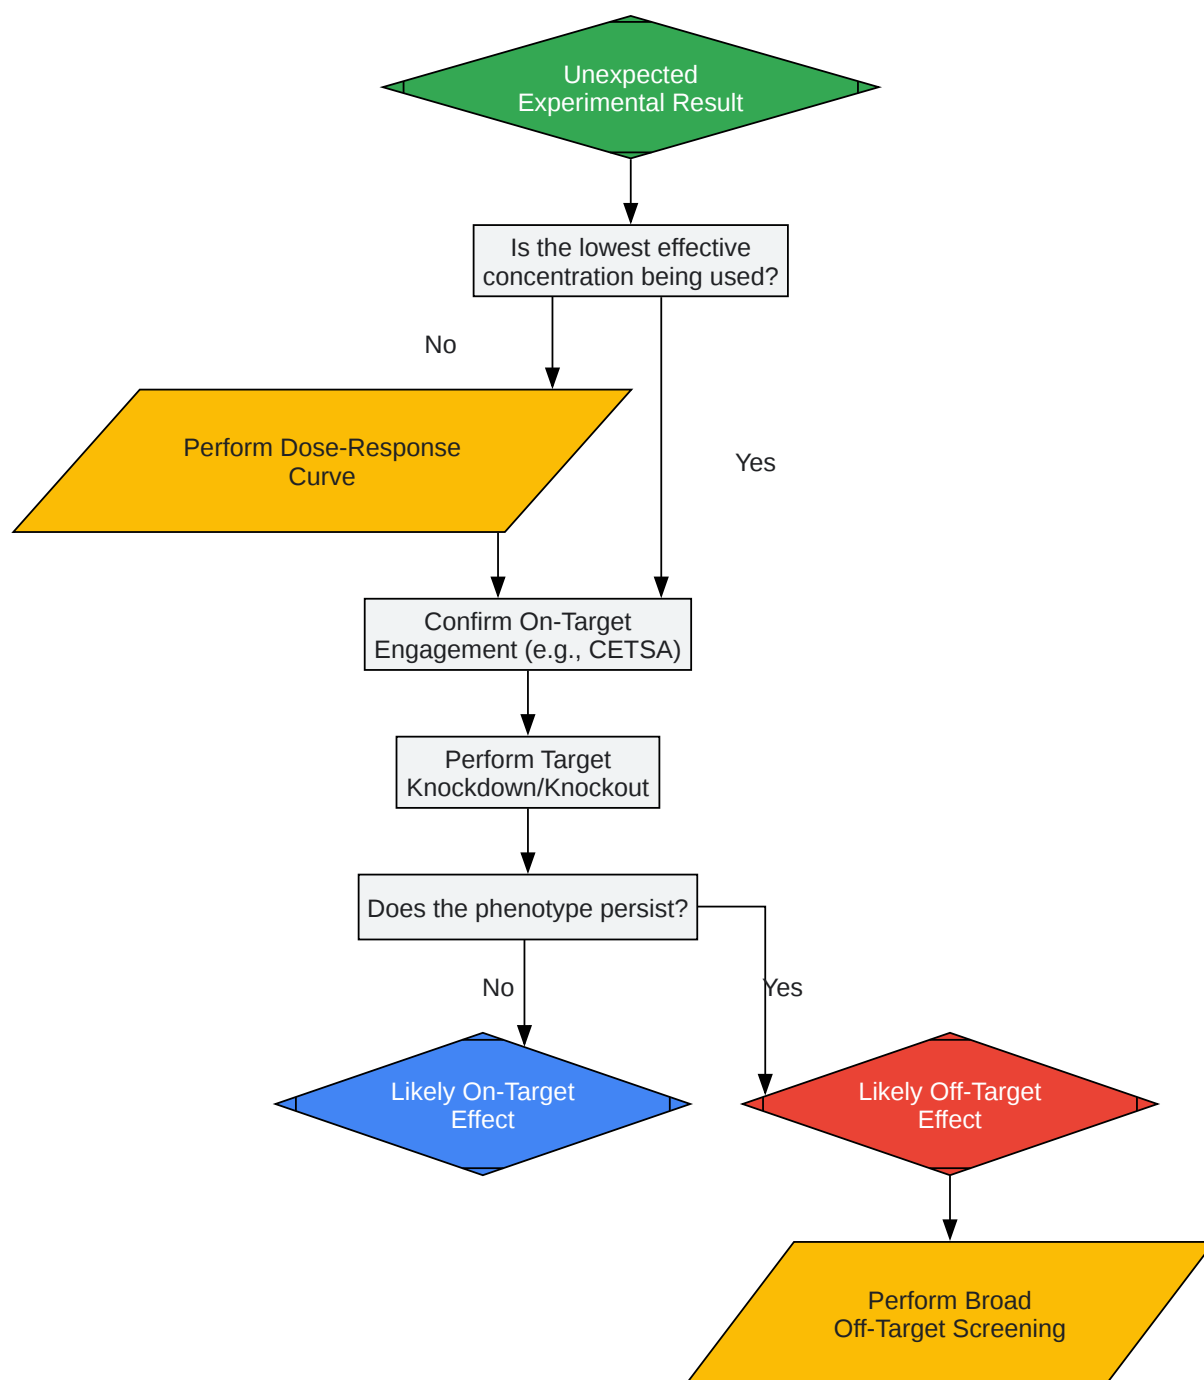 Unexpected
Experimental Result
Is the lowest effective
concentration being used?
No
Perform Dose-Response
Curve
Yes
Confirm On-Target
Engagement (e.g., CETSA)
Perform Target
Knockdown/Knockout
Does the phenotype persist?
No
Yes
Likely On-Target
Effect
Likely Off-Target
Effect
Perform Broad
Off-Target Screening